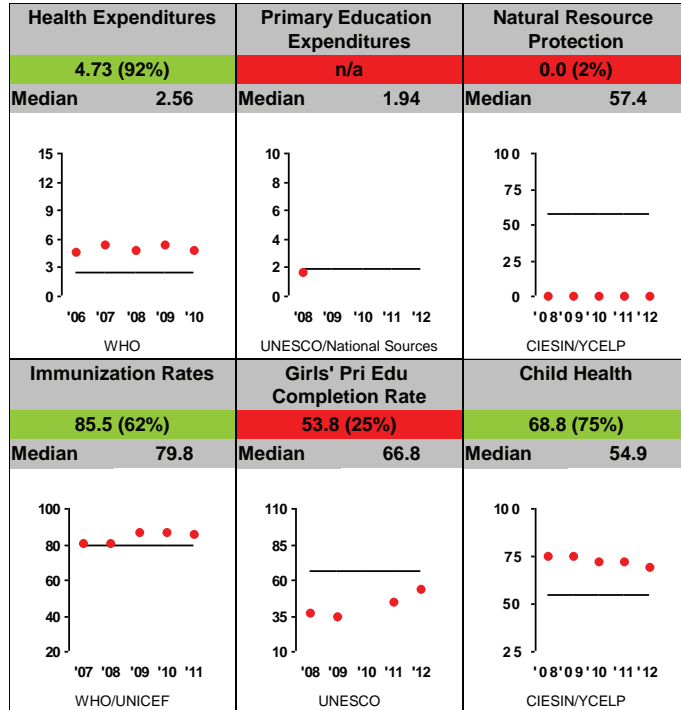 Health Expenditures
4.73 (92%)
Median 2.56
15
12
9
6
3
0
'06 '07 '08 '09 '10
WHO
Primary Education
Expenditures
n/a
Median 1.94
10
8
6
4
2
0
'08 '09 '10 '11 '12
UNESCO/National Sources
Natural Resource
Protection
0.0 (2%)
Median 57.4
100
75
50
25
0
'08 '09 '10 '11 '12
CIESIN/YCELP
Immunization Rates
85.5 (62%)
Median 79.8
100
80
60
40
20
'07 '08 '09 '10 '11
WHO/UNICEF
Girls' Pri Edu
Completion Rate
53.8 (25%)
Median 66.8
110
85
60
35
10
'08 '09 '10 '11 '12
UNESCO
Child Health
68.8 (75%)
Median 54.9
100
75
50
25
'08 '09 '10 '11 '12
CIESIN/YCELP